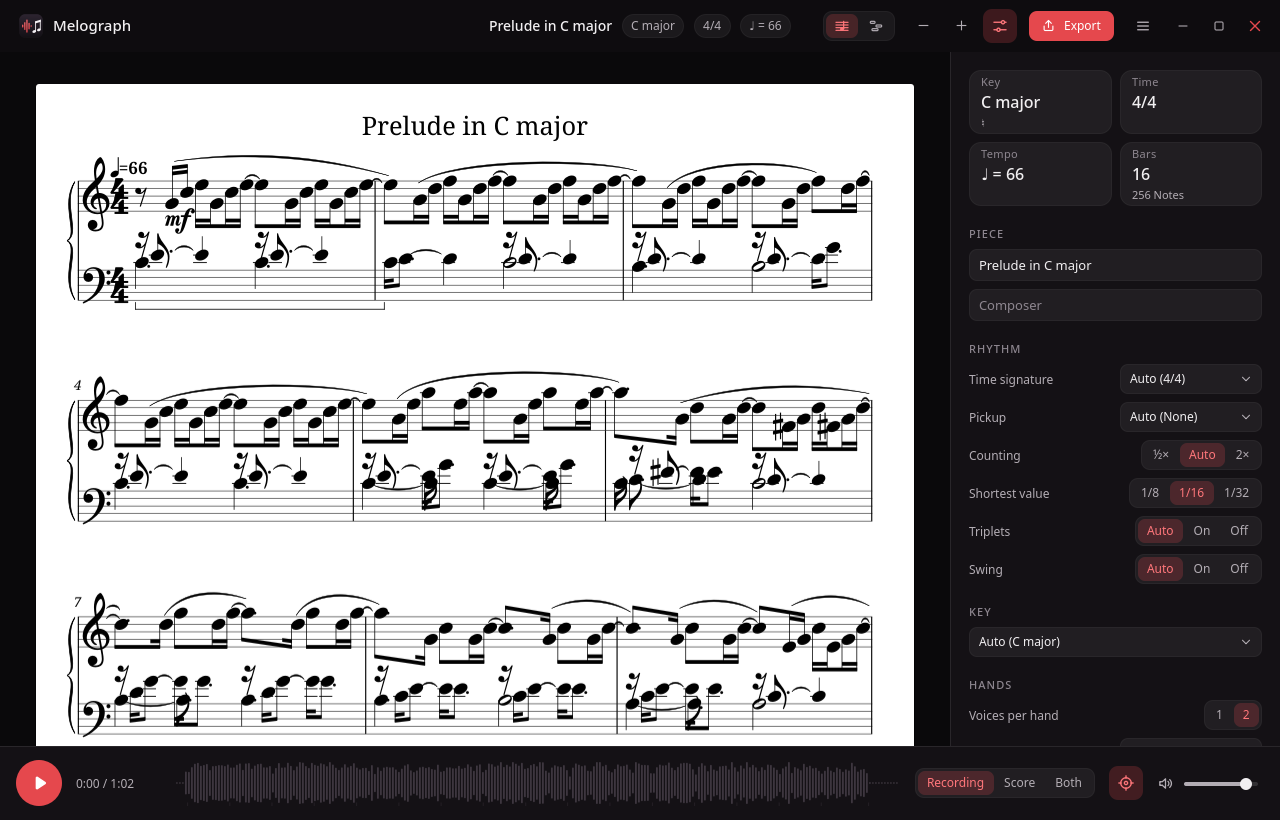 Melograph
Prelude in C major
C major
4/4
♩ = 66
Export
Prelude in C major
♩=66
mf
4
7
Key
C major
♮
Time
4/4
Tempo
♩ = 66
Bars
16
256 Notes
PIECE
Prelude in C major
Composer
RHYTHM
Time signature
Auto (4/4)
Pickup
Auto (None)
Counting
½× Auto 2×
Shortest value
1/8 1/16 1/32
Triplets
Auto On Off
Swing
Auto On Off
KEY
Auto (C major)
HANDS
Voices per hand
1 2
0:00 / 1:02
Recording Score Both